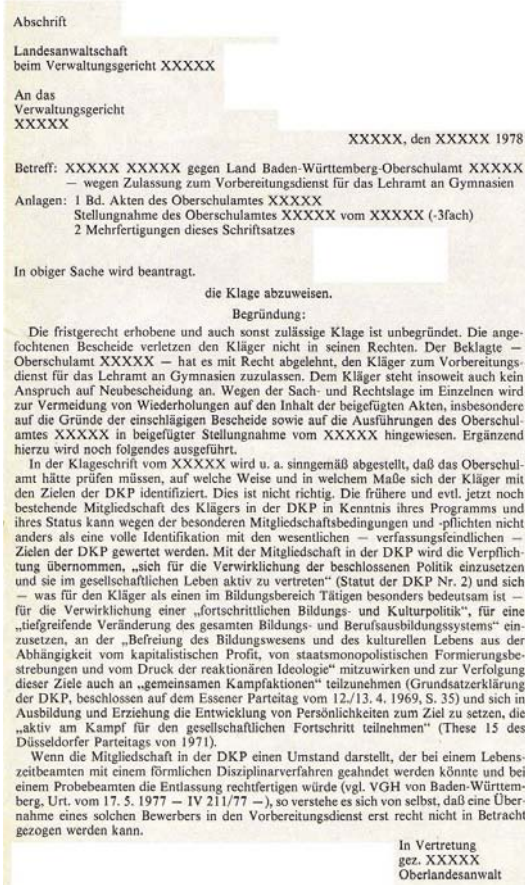 Abschrift
Landesanwaltschaft
beim Verwaltungsgericht XXXXX
An das
Verwaltungsgericht
XXXXX
XXXXX, den XXXXX 1978
Betreff: XXXXX XXXXX gegen Land Baden-Württemberg-Oberschulamt XXXXX
— wegen Zulassung zum Vorbereitungsdienst für das Lehramt an Gymnasien
Anlagen: 1 Bd. Akten des Oberschulamtes XXXXX
Stellungnahme des Oberschulamtes XXXXX vom XXXXX (-3fach)
2 Mehrfertigungen dieses Schriftsatzes
In obiger Sache wird beantragt.
die Klage abzuweisen.
Begründung:
Die fristgerecht erhobene und auch sonst zulässige Klage ist unbegründet. Die ange-
fochtenen Bescheide verletzen den Kläger nicht in seinen Rechten. Der Beklagte —
Oberschulamt XXXXX — hat es mit Recht abgelehnt, den Kläger zum Vorbereitungs-
dienst für das Lehramt an Gymnasien zuzulassen. Dem Kläger steht insoweit auch kein
Anspruch auf Neubescheidung an. Wegen der Sach- und Rechtslage im Einzelnen wird
zur Vermeidung von Wiederholungen auf den Inhalt der beigefügten Akten, insbesondere
auf die Gründe der einschlägigen Bescheide sowie auf die Ausführungen des Oberschul-
amtes XXXXX in beigefügter Stellungnahme vom XXXXX hingewiesen. Ergänzend
hierzu wird noch folgendes ausgeführt.
In der Klageschrift vom XXXXX wird u. a. sinngemäß abgestellt, daß das Oberschul-
amt hätte prüfen müssen, auf welche Weise und in welchem Maße sich der Kläger mit
den Zielen der DKP identifiziert. Dies ist nicht richtig. Die frühere und evtl. jetzt noch
bestehende Mitgliedschaft des Klägers in der DKP in Kenntnis ihres Programms und
ihres Status kann wegen der besonderen Mitgliedschaftsbedingungen und -pflichten nicht
anders als eine volle Identifikation mit den wesentlichen — verfassungsfeindlichen —
Zielen der DKP gewertet werden. Mit der Mitgliedschaft in der DKP wird die Verpflich-
tung übernommen, „sich für die Verwirklichung der beschlossenen Politik einzusetzen
und sie im gesellschaftlichen Leben aktiv zu vertreten“ (Statut der DKP Nr. 2) und sich
— was für den Kläger als einen im Bildungsbereich Tätigen besonders bedeutsam ist —
für die Verwirklichung einer „fortschrittlichen Bildungs- und Kulturpolitik“, für eine
„tiefgreifende Veränderung des gesamten Bildungs- und Berufsausbildungssystems“ ein-
zusetzen, an der „Befreiung des Bildungswesens und des kulturellen Lebens aus der
Abhängigkeit vom kapitalistischen Profit, von staatsmonopolistischen Formierungsbe-
strebungen und vom Druck der reaktionären Ideologie“ mitzuwirken und zur Verfolgung
dieser Ziele auch an „gemeinsamen Kampfaktionen“ teilzunehmen (Grundsatzerklärung
der DKP, beschlossen auf dem Essener Parteitag vom 12./13. 4. 1969, S. 35) und sich in
Ausbildung und Erziehung die Entwicklung von Persönlichkeiten zum Ziel zu setzen, die
„aktiv am Kampf für den gesellschaftlichen Fortschritt teilnehmen“ (These 15 des
Düsseldorfer Parteitags von 1971).
Wenn die Mitgliedschaft in der DKP einen Umstand darstellt, der bei einem Lebens-
zeitbeamten mit einem förmlichen Disziplinarverfahren geahndet werden könnte und bei
einem Probebeamten die Entlassung rechtfertigen würde (vgl. VGH von Baden-Württem-
berg, Urt. vom 17. 5. 1977 — IV 211/77 —), so verstehe es sich von selbst, daß eine Über-
nahme eines solchen Bewerbers in den Vorbereitungsdienst erst recht nicht in Betracht
gezogen werden kann.
In Vertretung
gez. XXXXX
Oberlandesanwalt